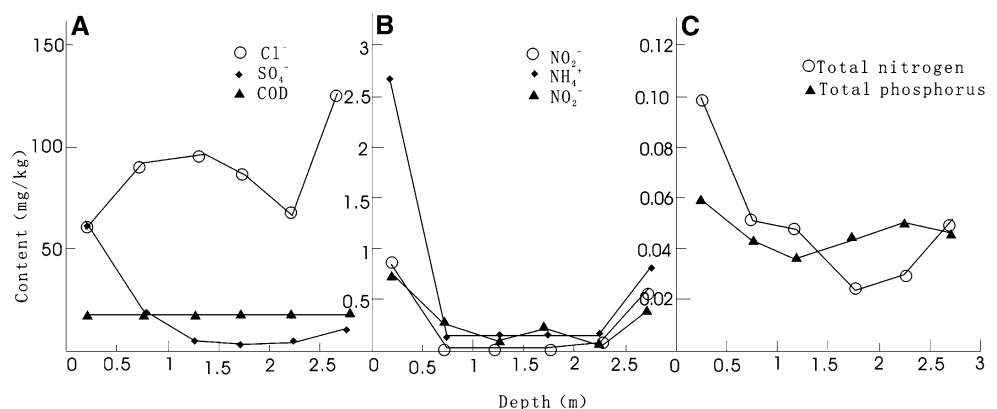 A
Content (mg/kg)
150
100
50
Cl⁻
SO₄⁻
COD
0 0.5 1 1.5 2 2.5
B
3
2.5
2
1.5
1
0.5
NO₂⁻
NH₄⁺
NO₂⁻
0 0.5 1 1.5 2 2.5
C
0.12
0.10
0.08
0.06
0.04
0.02
Total nitrogen
Total phosphorus
0 0.5 1 1.5 2 2.5 3
Depth (m)